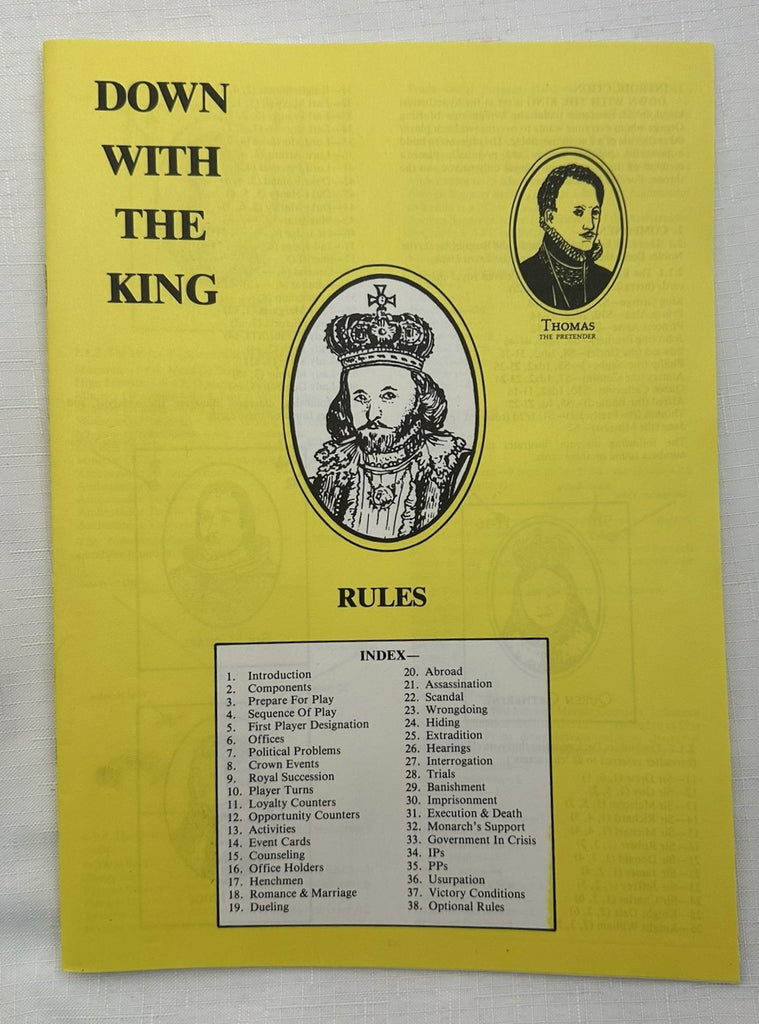 DOWN
WITH
THE
KING
THOMAS
THE PRETENDER
RULES
INDEX—
1. Introduction
2. Components
3. Prepare For Play
4. Sequence Of Play
5. First Player Designation
6. Offices
7. Political Problems
8. Crown Events
9. Royal Succession
10. Player Turns
11. Loyalty Counters
12. Opportunity Counters
13. Activities
14. Event Cards
15. Counseling
16. Office Holders
17. Henchmen
18. Romance & Marriage
19. Dueling
20. Abroad
21. Assassination
22. Scandal
23. Wrongdoing
24. Hiding
25. Extradition
26. Hearings
27. Interrogation
28. Trials
29. Banishment
30. Imprisonment
31. Execution & Death
32. Monarch's Support
33. Government In Crisis
34. IPs
35. PPs
36. Usurpation
37. Victory Conditions
38. Optional Rules